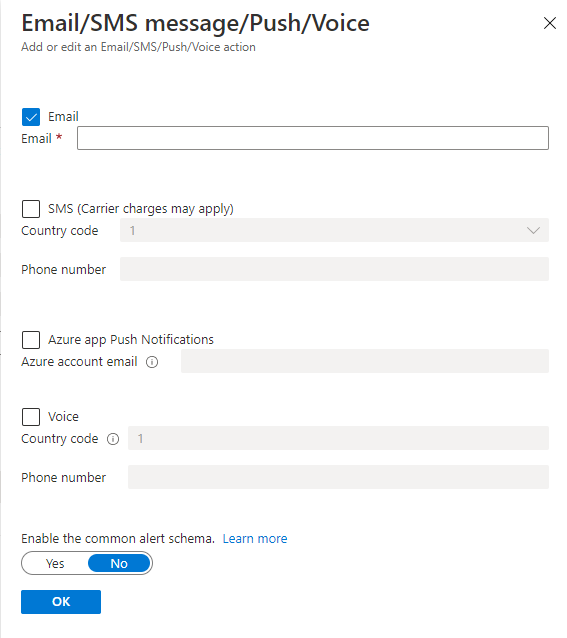 Email/SMS message/Push/Voice
Add or edit an Email/SMS/Push/Voice action
Email
Email *
SMS (Carrier charges may apply)
Country code 1
Phone number
Azure app Push Notifications
Azure account email
Voice
Country code 1
Phone number
Enable the common alert schema. Learn more
Yes No
OK